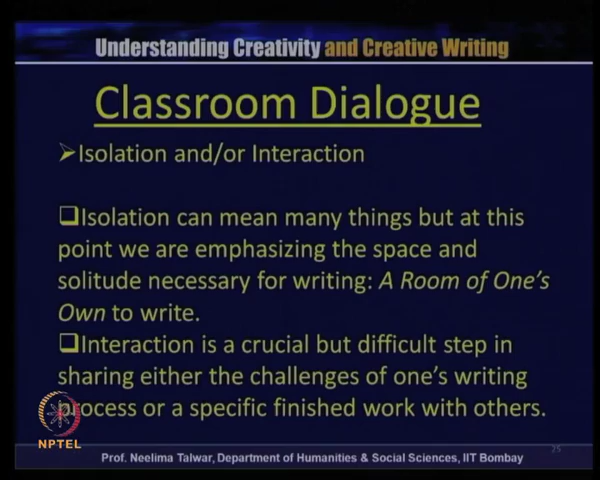 Understanding Creativity and Creative Writing
Classroom Dialogue
➢Isolation and/or Interaction
❑Isolation can mean many things but at this
point we are emphasizing the space and
solitude necessary for writing: A Room of One's
Own to write.
❑Interaction is a crucial but difficult step in
sharing either the challenges of one's writing
process or a specific finished work with others.
NPTEL
25
Prof. Neelima Talwar, Department of Humanities & Social Sciences, IIT Bombay